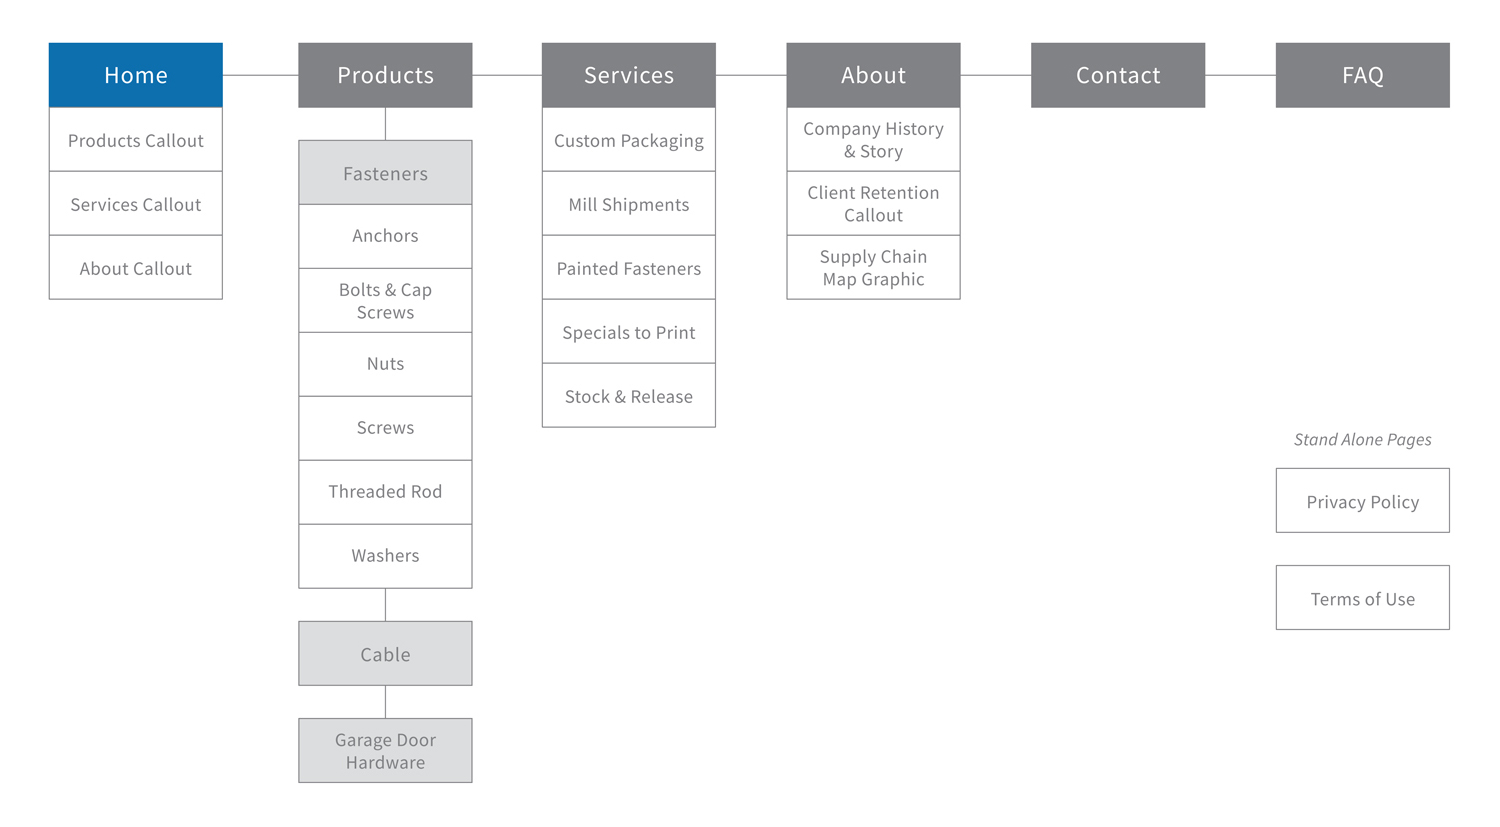 Home
Products
Services
About
Contact
FAQ
Products Callout
Services Callout
About Callout
Fasteners
Anchors
Bolts & Cap
Screws
Nuts
Screws
Threaded Rod
Washers
Cable
Garage Door
Hardware
Custom Packaging
Mill Shipments
Painted Fasteners
Specials to Print
Stock & Release
Company History
& Story
Client Retention
Callout
Supply Chain
Map Graphic
Stand Alone Pages
Privacy Policy
Terms of Use